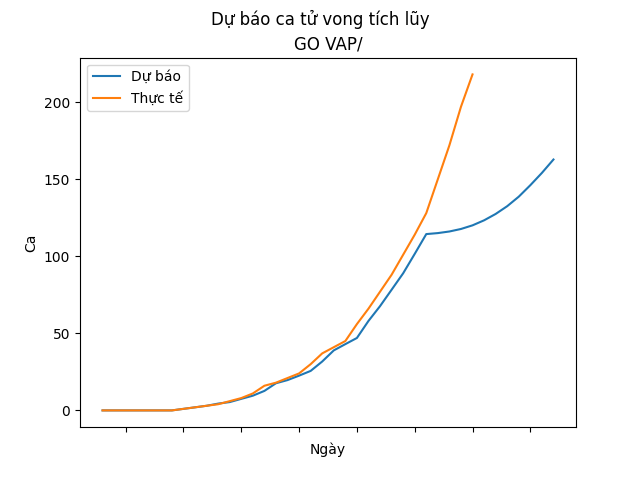 Dự báo ca tử vong tích lũy
GO VAP/
Dự báo
Thực tế
200
150
100
50
0
Ca
Ngày